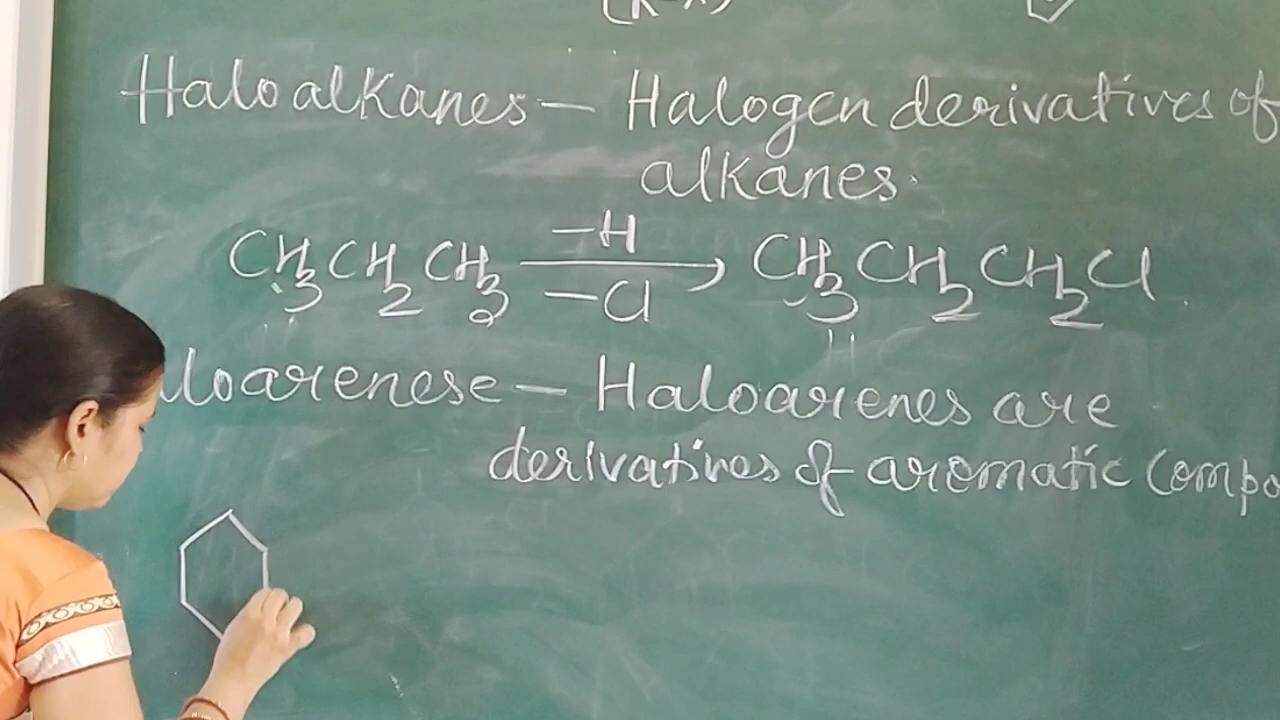 (R-X)
Haloalkanes — Halogen derivatives of
alkanes.
CH3CH2CH3 —H —Cl → CH3CH2CH2Cl
loarenese — Haloarenes are
derivatives of aromatic Compo